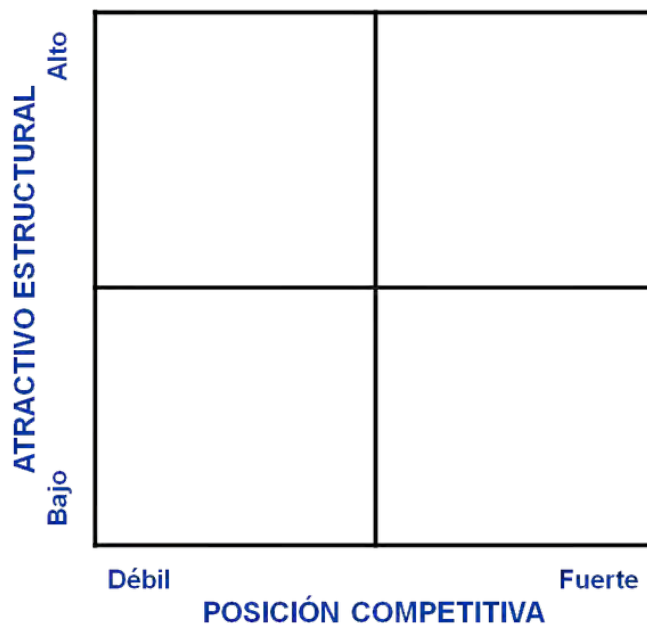 Alto
ATRACTIVO ESTRUCTURAL
Bajo
Débil
Fuerte
POSICIÓN COMPETITIVA